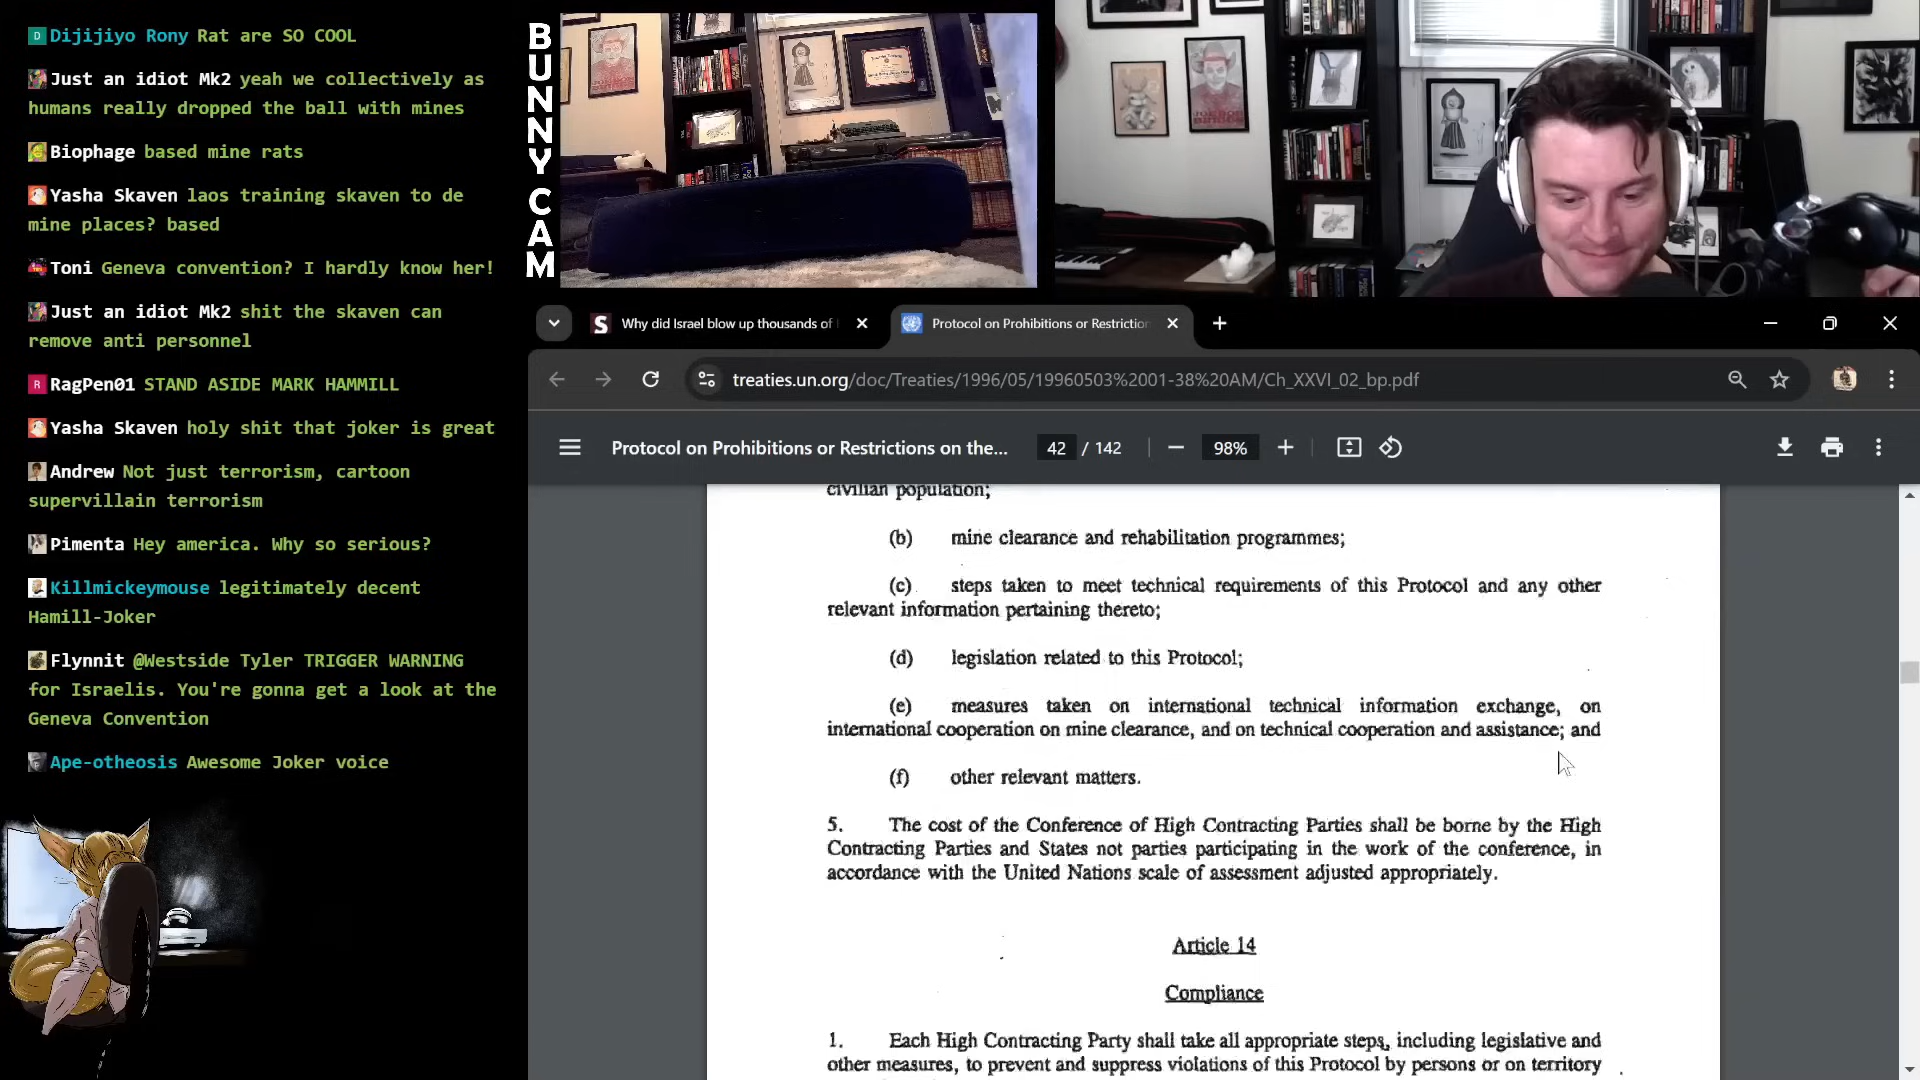 D Dijijiyo Rony Rat are SO COOL
Just an idiot Mk2 yeah we collectively as
humans really dropped the ball with mines
Biophage based mine rats
Yasha Skaven laos training skaven to de
mine places? based
Toni Geneva convention? I hardly know her!
Just an idiot Mk2 shit the skaven can
remove anti personnel
R RagPen01 STAND ASIDE MARK HAMMILL
Yasha Skaven holy shit that joker is great
Andrew Not just terrorism, cartoon
supervillain terrorism
Pimenta Hey america. Why so serious?
Killmickeymouse legitimately decent
Hamill-Joker
Flynnit @Westside Tyler TRIGGER WARNING
for Israelis. You're gonna get a look at the
Geneva Convention
Ape-otheosis Awesome Joker voice
BUNNY CAM
S Why did Israel blow up thousands of
Protocol on Prohibitions or Restriction
treaties.un.org/doc/Treaties/1996/05/19960503%2001-38%20AM/Ch_XXVI_02_bp.pdf
Protocol on Prohibitions or Restrictions on the... 42 / 142 98%
civilian population;
(b) mine clearance and rehabilitation programmes;
(c) steps taken to meet technical requirements of this Protocol and any other
relevant information pertaining thereto;
(d) legislation related to this Protocol;
(e) measures taken on international technical information exchange, on
international cooperation on mine clearance, and on technical cooperation and assistance; and
(f) other relevant matters.
5. The cost of the Conference of High Contracting Parties shall be borne by the High
Contracting Parties and States not parties participating in the work of the conference, in
accordance with the United Nations scale of assessment adjusted appropriately.
Article 14
Compliance
1. Each High Contracting Party shall take all appropriate steps, including legislative and
other measures, to prevent and suppress violations of this Protocol by persons or on territory